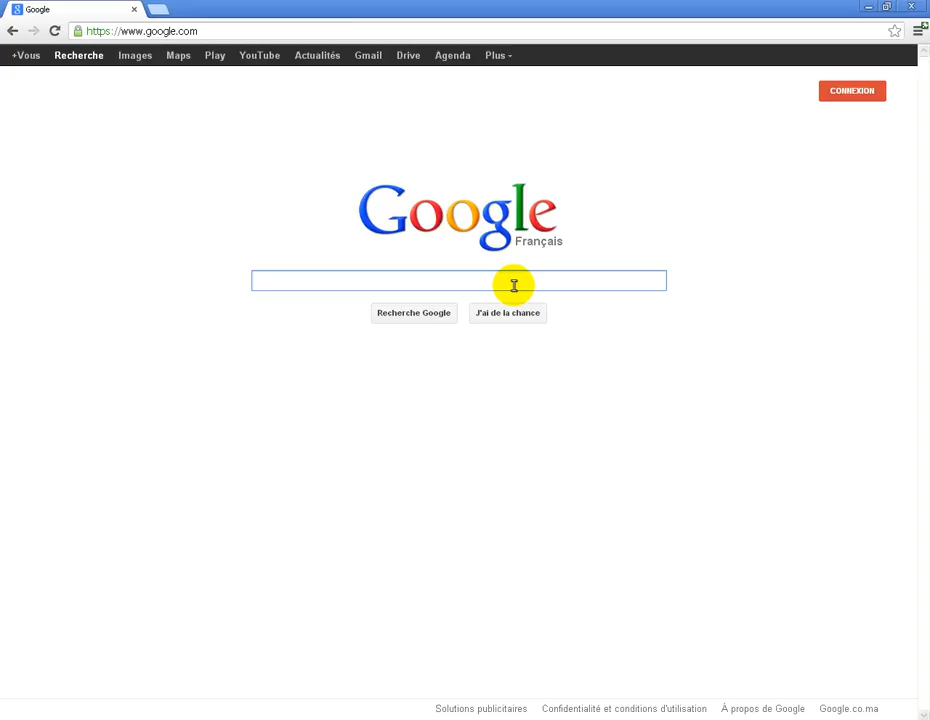 Google
https://www.google.com
+Vous Recherche Images Maps Play YouTube Actualités Gmail Drive Agenda Plus
CONNEXION
Google
Français
Recherche Google J'ai de la chance
Solutions publicitaires Confidentialité et conditions d'utilisation À propos de Google Google.co.ma